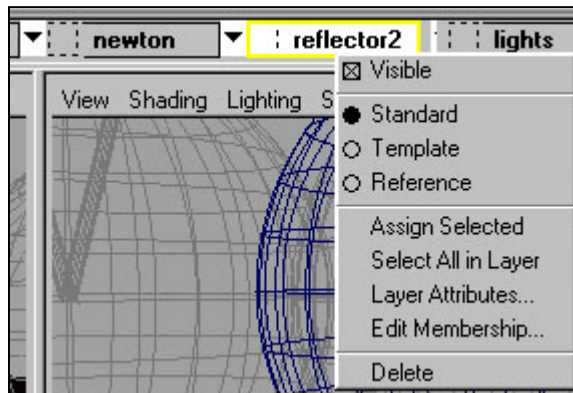 newton reflector2 lights
View Shading Lighting S
Visible
Standard
Template
Reference
Assign Selected
Select All in Layer
Layer Attributes...
Edit Membership...
Delete